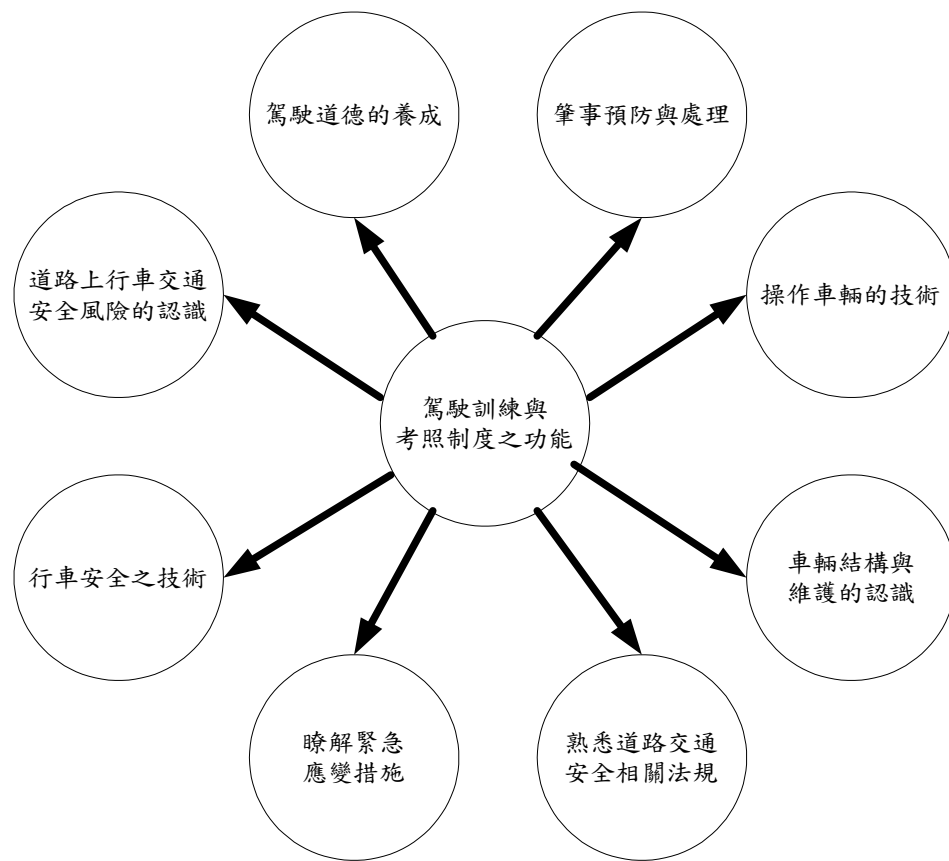 駕駛道德的養成
肇事預防與處理
道路上行車交通
安全風險的認識
操作車輛的技術
駕駛訓練與
考照制度之功能
行車安全之技術
車輛結構與
維護的認識
瞭解緊急
應變措施
熟悉道路交通
安全相關法規